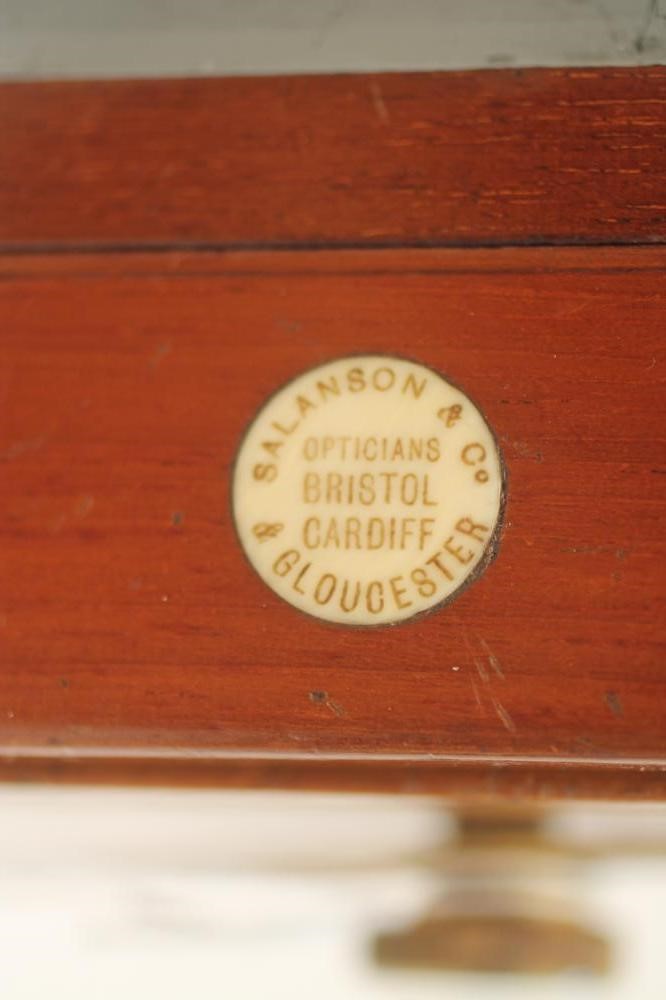 SALANSON & Co
OPTICIANS
BRISTOL
CARDIFF
& GLOUCESTER